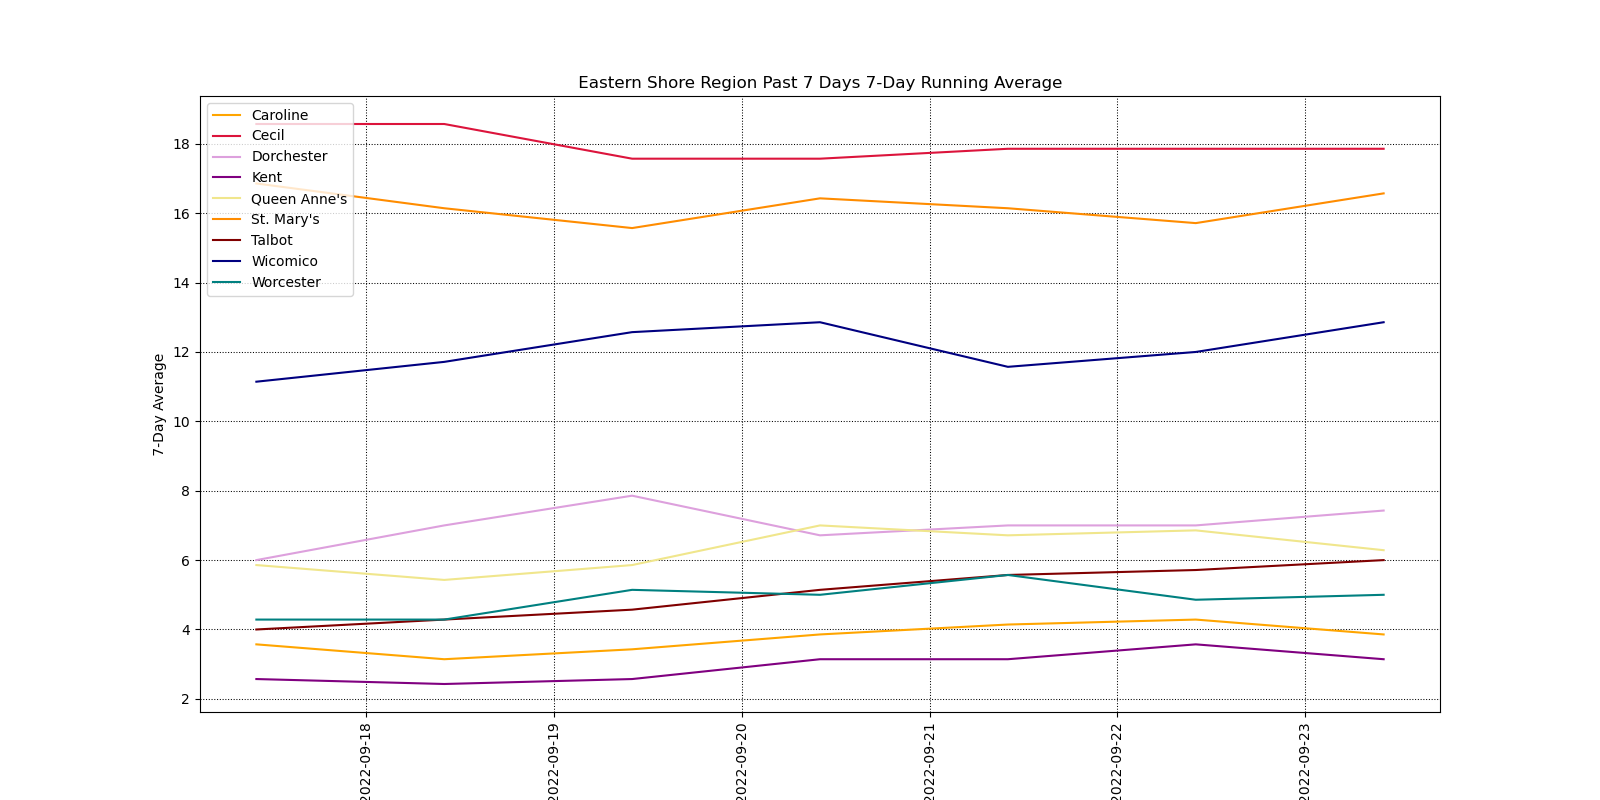 Eastern Shore Region Past 7 Days 7-Day Running Average
Caroline
Cecil
Dorchester
Kent
Queen Anne's
St. Mary's
Talbot
Wicomico
Worcester
18
16
14
12
10
8
6
4
2
7-Day Average
2022-09-18
2022-09-19
2022-09-20
2022-09-21
2022-09-22
2022-09-23